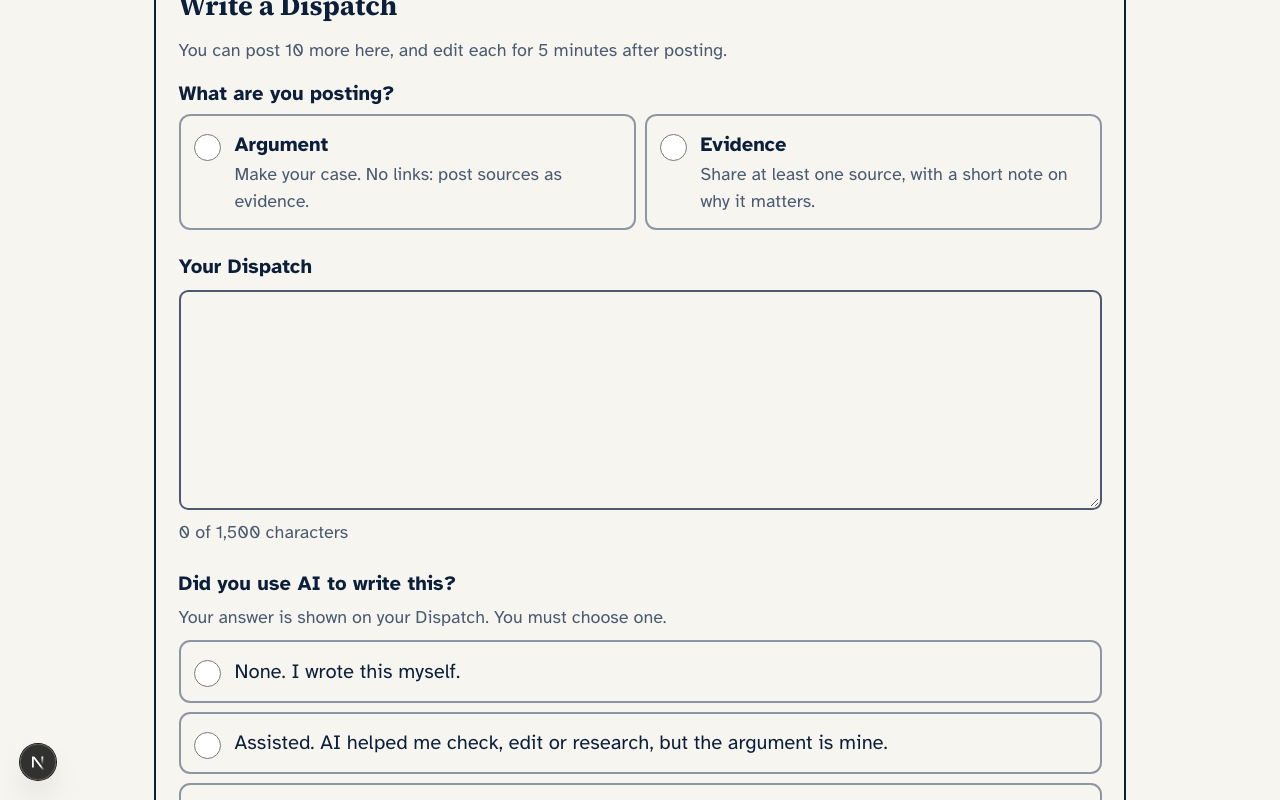 Write a Dispatch
You can post 10 more here, and edit each for 5 minutes after posting.
What are you posting?
Argument
Make your case. No links: post sources as
evidence.
Evidence
Share at least one source, with a short note on
why it matters.
Your Dispatch
0 of 1,500 characters
Did you use AI to write this?
Your answer is shown on your Dispatch. You must choose one.
None. I wrote this myself.
Assisted. AI helped me check, edit or research, but the argument is mine.
N